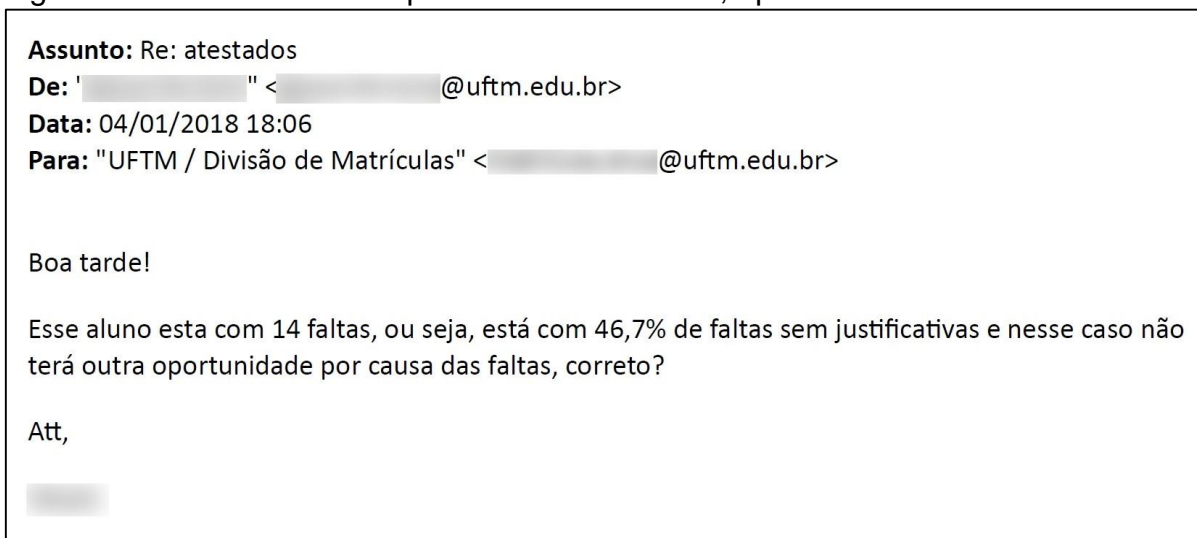 Assunto: Re: atestados
De: ' " < @uftm.edu.br>
Data: 04/01/2018 18:06
Para: "UFTM / Divisão de Matrículas" < @uftm.edu.br>
Boa tarde!
Esse aluno esta com 14 faltas, ou seja, está com 46,7% de faltas sem justificativas e nesse caso não
terá outra oportunidade por causa das faltas, correto?
Att,